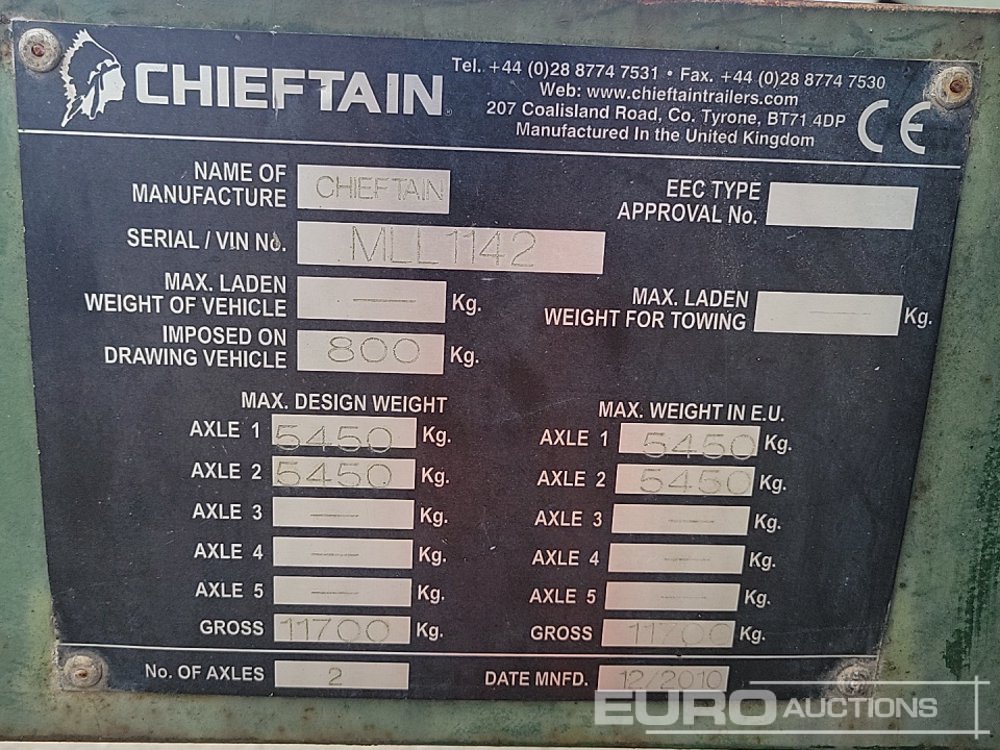 CHIEFTAIN
Tel. +44 (0)28 8774 7531 • Fax. +44 (0)28 8774 7530
Web: www.chieftaintrailers.com
207 Coalisland Road, Co. Tyrone, BT71 4DP
Manufactured In the United Kingdom
CE
NAME OF
MANUFACTURE CHIEFTAIN
EEC TYPE
APPROVAL No.
SERIAL / VIN No. MLL1142
MAX. LADEN
WEIGHT OF VEHICLE — Kg.
MAX. LADEN
WEIGHT FOR TOWING — Kg.
IMPOSED ON
DRAWING VEHICLE 800 Kg.
MAX. DESIGN WEIGHT
AXLE 1 5450 Kg.
AXLE 2 5450 Kg.
AXLE 3 — Kg.
AXLE 4 — Kg.
AXLE 5 — Kg.
GROSS 11700 Kg.
MAX. WEIGHT IN E.U.
AXLE 1 5450 Kg.
AXLE 2 5450 Kg.
AXLE 3 — Kg.
AXLE 4 — Kg.
AXLE 5 — Kg.
GROSS 11700 Kg.
No. OF AXLES 2
DATE MNFD. 12/2010
EURO AUCTIONS